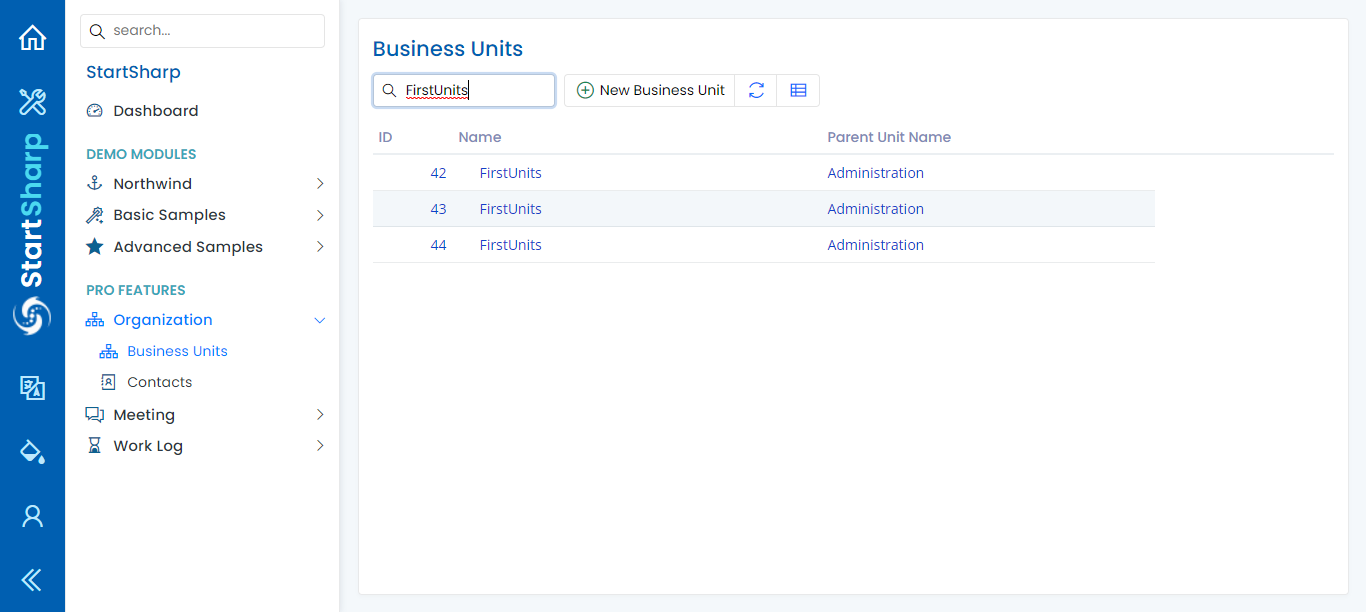 StartSharp
search...
StartSharp
Dashboard
DEMO MODULES
Northwind
Basic Samples
Advanced Samples
PRO FEATURES
Organization
Business Units
Contacts
Meeting
Work Log
Business Units
FirstUnits
New Business Unit
ID Name Parent Unit Name
42 FirstUnits Administration
43 FirstUnits Administration
44 FirstUnits Administration